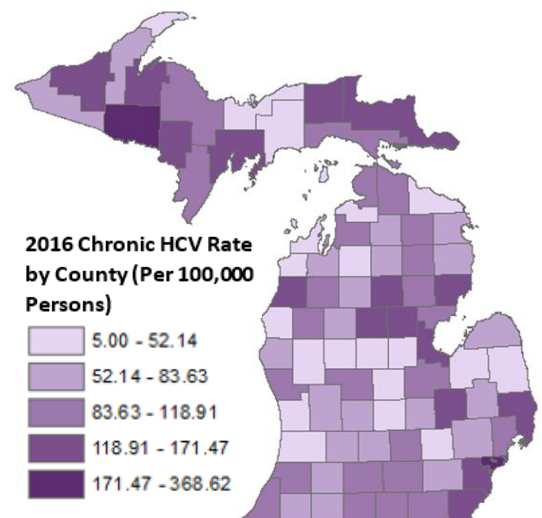 2016 Chronic HCV Rate
by County (Per 100,000
Persons)
5.00 - 52.14
52.14 - 83.63
83.63 - 118.91
118.91 - 171.47
171.47 - 368.62